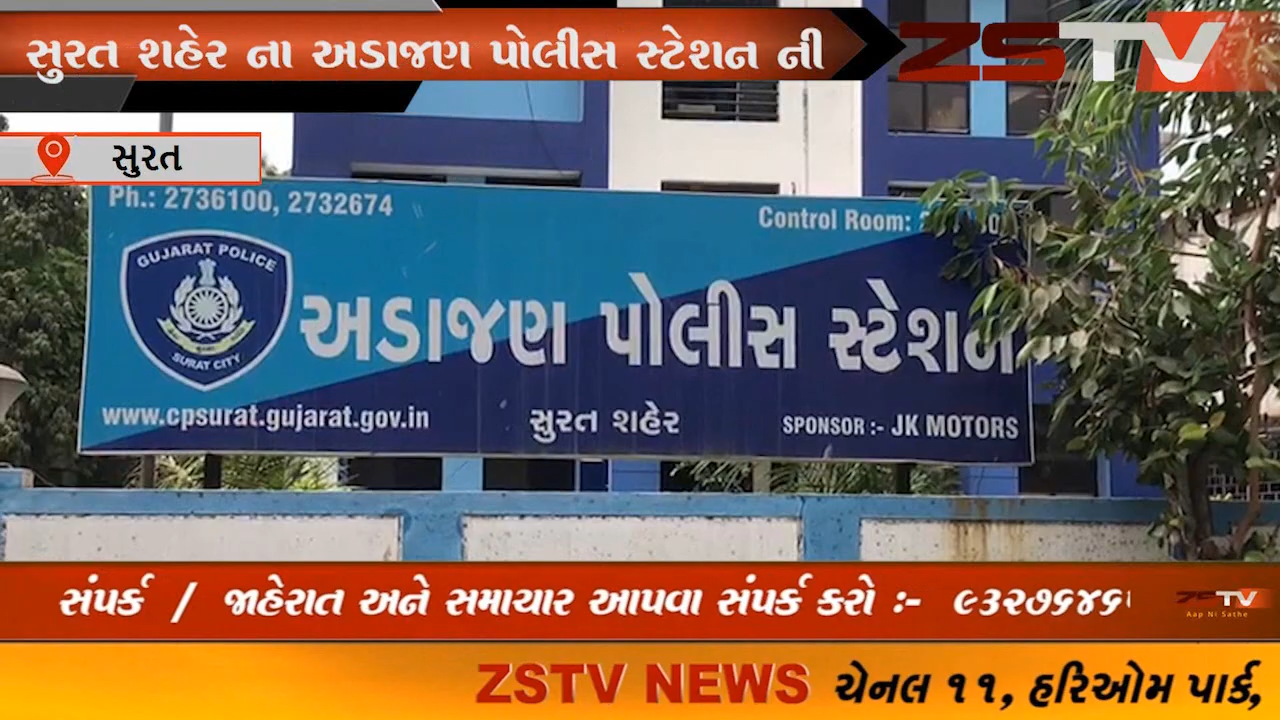 સુરત શહેર ના અડાજણ પોલીસ સ્ટેશન ની
ZSTV
સુરત
Ph.: 2736100, 2732674
Control Room:
GUJARAT POLICE
SURAT CITY
અડાજણ પોલીસ સ્ટેશન
www.cpsurat.gujarat.gov.in
સુરત શહેર
SPONSOR :- JK MOTORS
સંપર્ક / જાહેરાત અને સમાચાર આપવા સંપર્ક કરો :- ૯૩૨૭૬૪૬
ZSTV
Aap Ni Sathe
ZSTV NEWS ચેનલ ૧૧, હરિઓમ પાર્ક,